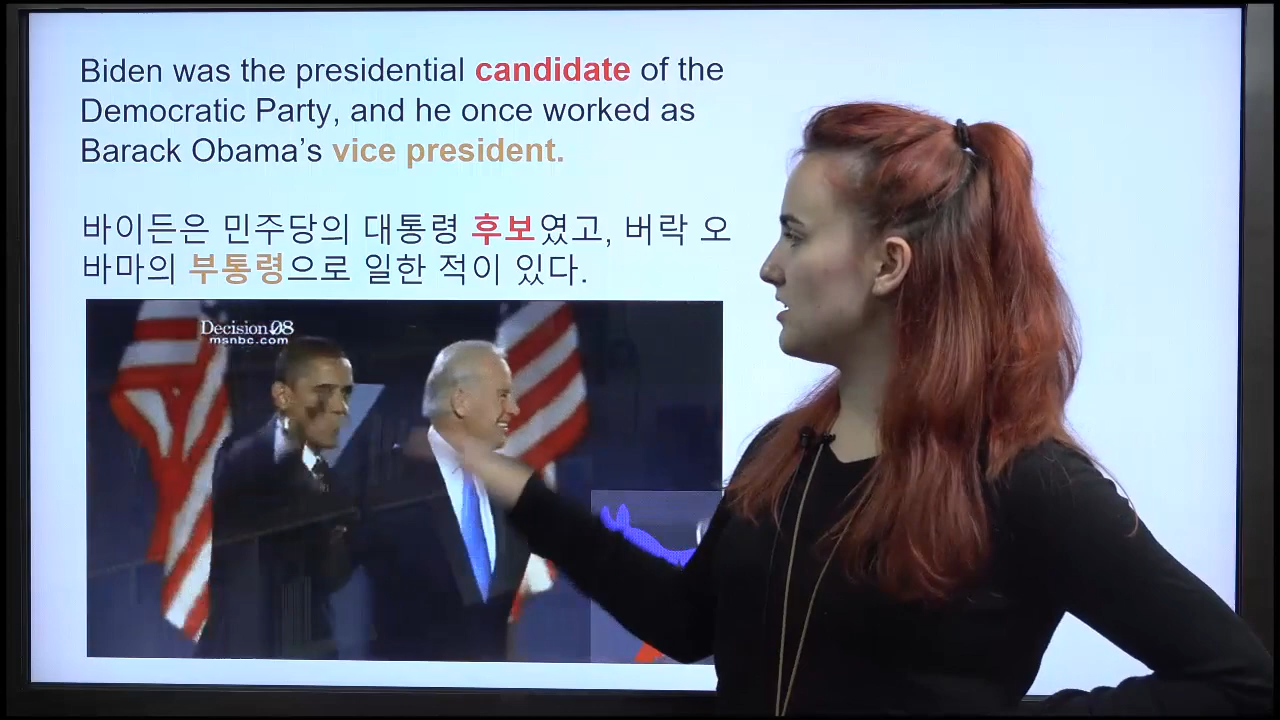 Biden was the presidential candidate of the
Democratic Party, and he once worked as
Barack Obama’s vice president.
바이든은 민주당의 대통령 후보였고, 버락 오
바마의 부통령으로 일한 적이 있다.
Decision 08
msnbc.com